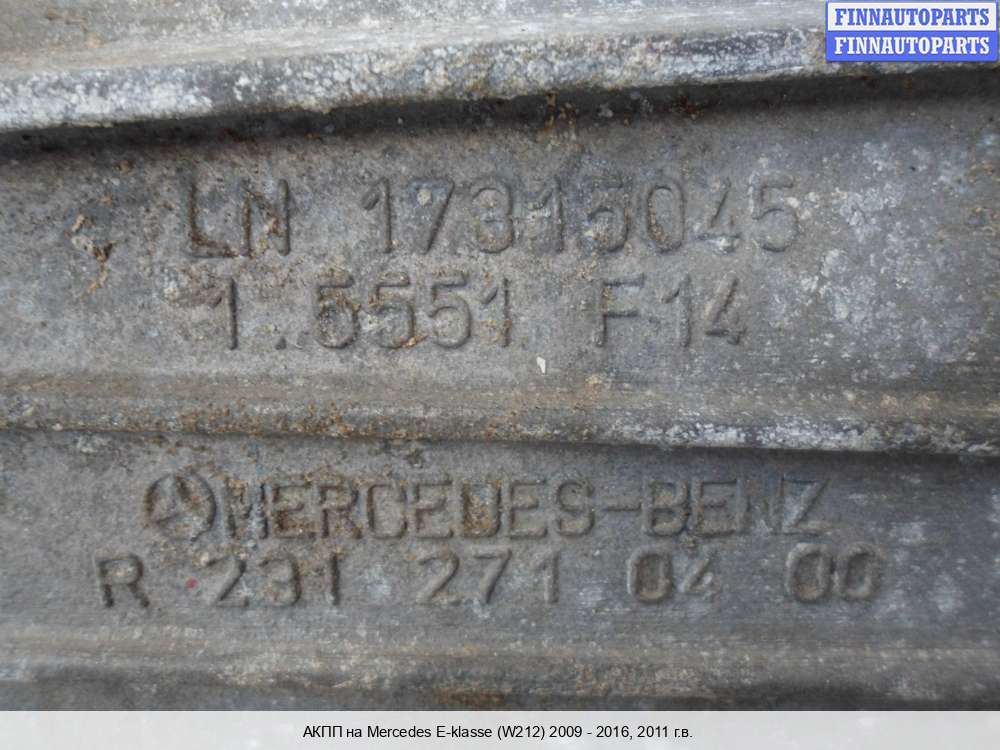 FINNAUTOPARTS
FINNAUTOPARTS
LN 17315045
1.5551 F14
MERCEDES-BENZ
R 231 271 04 00
АКПП на Mercedes E-klasse (W212) 2009 - 2016, 2011 г.в.